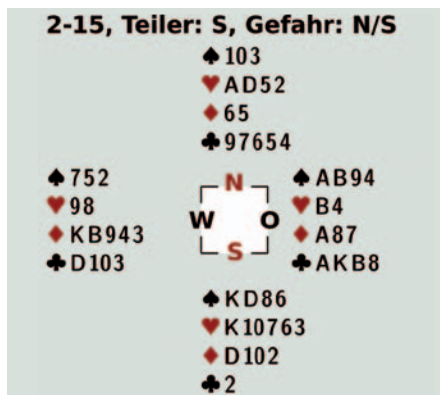 2-15, Teiler: S, Gefahr: N/S
♠ 103
♥ AD52
♦ 65
♣ 97654
♠ 752 N ♠ AB94
♥ 98 W O ♥ B4
♦ KB943 S ♦ A87
♣ D103 ♣ AKB8
♠ KD86
♥ K10763
♦ D102
♣ 2